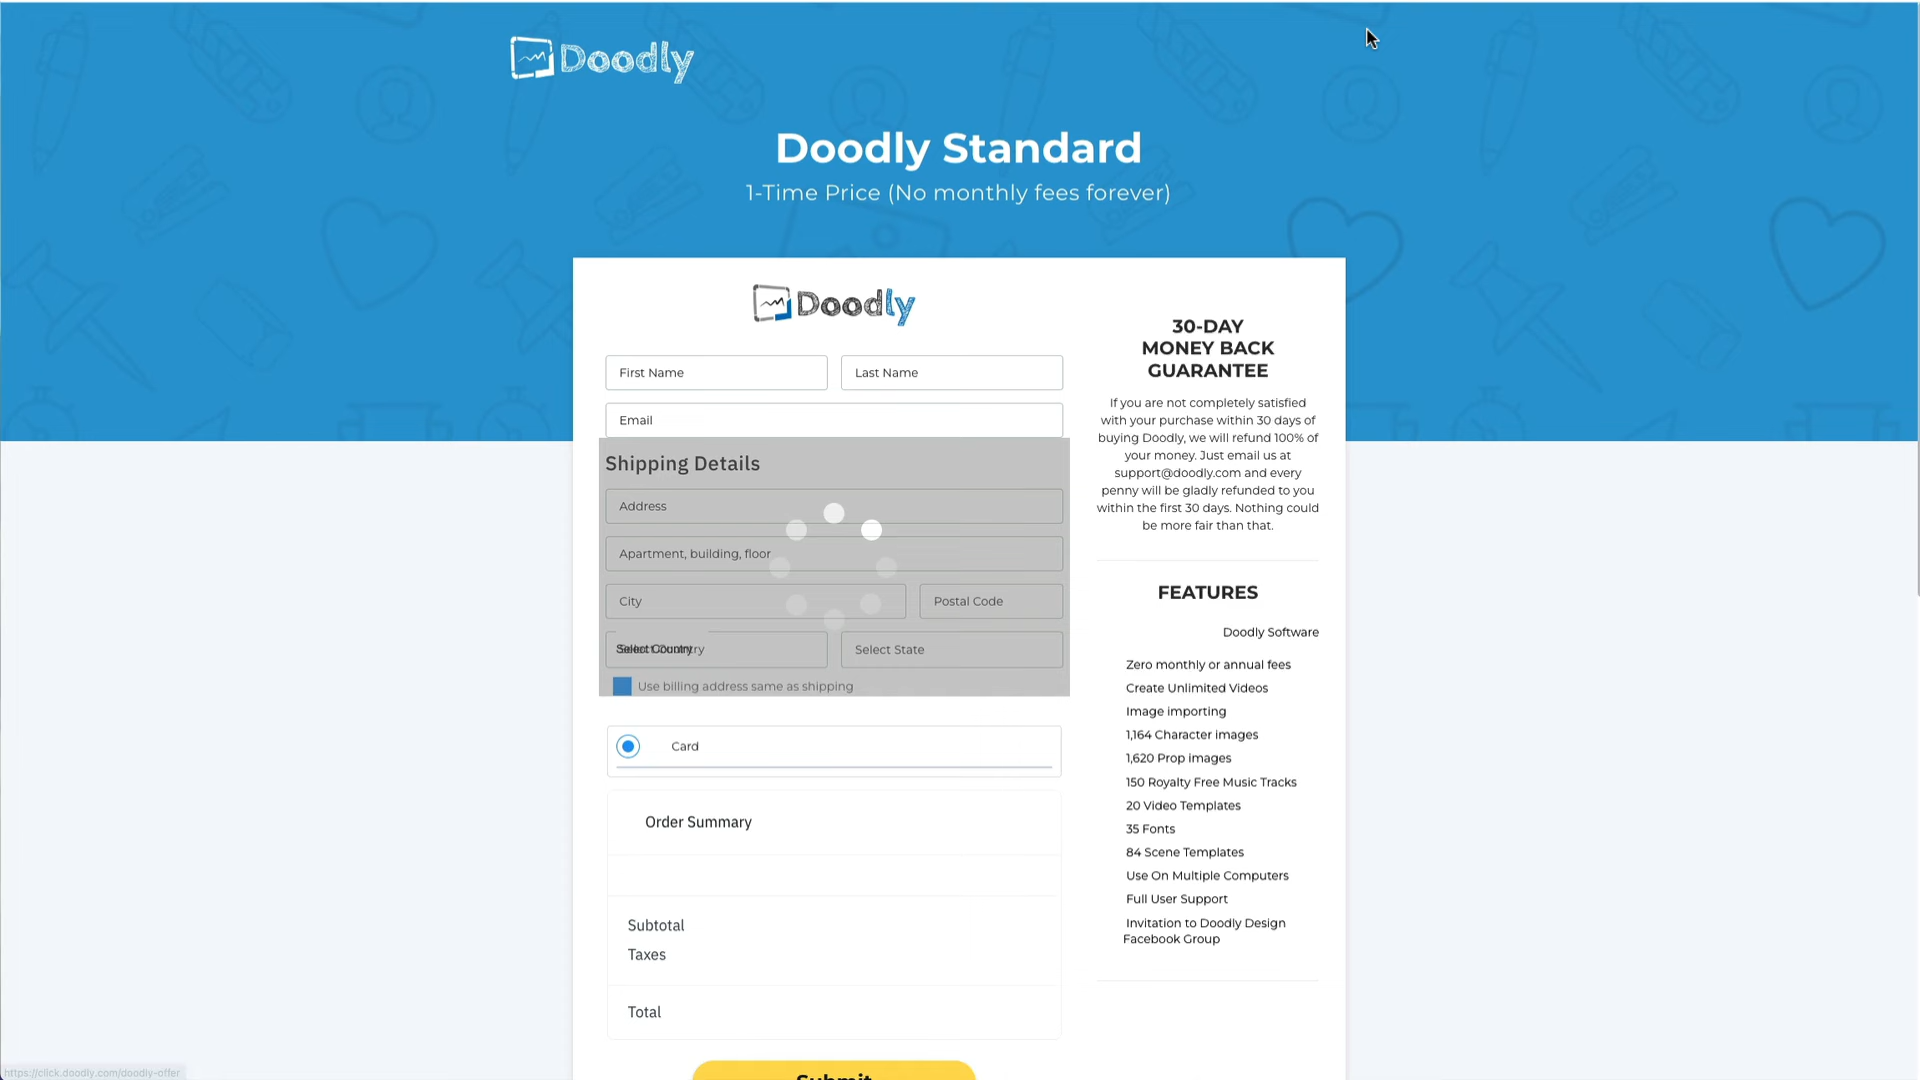 Doodly
Doodly Standard
1-Time Price (No monthly fees forever)
Doodly
First Name
Last Name
Email
Shipping Details
Address
Apartment, building, floor
City
Postal Code
Select Country
Select State
Use billing address same as shipping
Card
Order Summary
Subtotal
Taxes
Total
Submit
30-DAY
MONEY BACK
GUARANTEE
If you are not completely satisfied
with your purchase within 30 days of
buying Doodly, we will refund 100% of
your money. Just email us at
support@doodly.com and every
penny will be gladly refunded to you
within the first 30 days. Nothing could
be more fair than that.
FEATURES
Doodly Software
Zero monthly or annual fees
Create Unlimited Videos
Image importing
1,164 Character images
1,620 Prop images
150 Royalty Free Music Tracks
20 Video Templates
35 Fonts
84 Scene Templates
Use On Multiple Computers
Full User Support
Invitation to Doodly Design
Facebook Group
https://click.doodly.com/doodly-offer